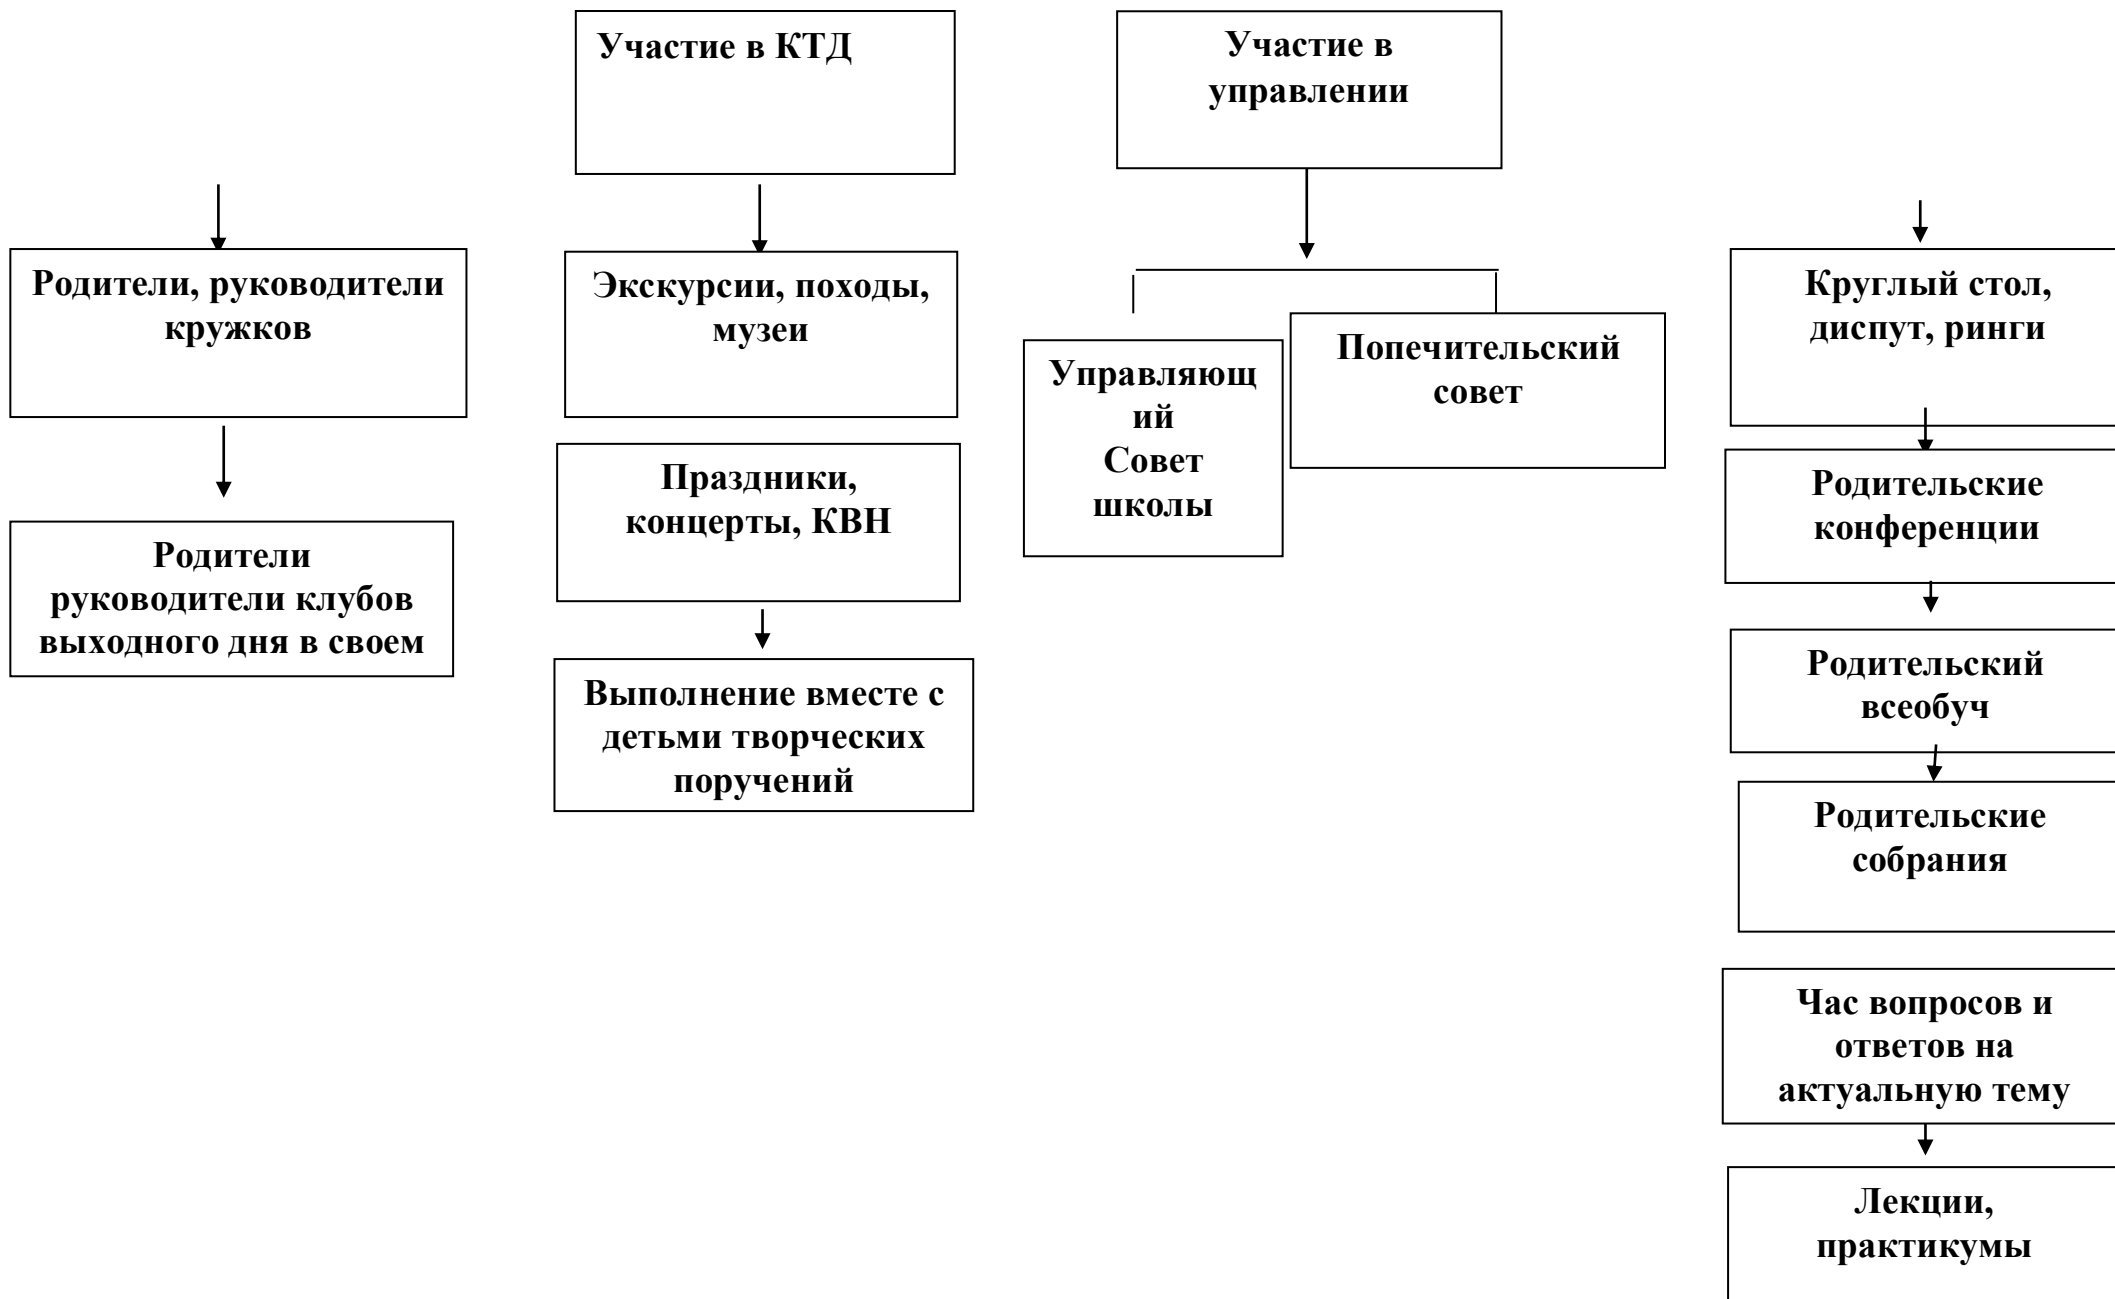 Участие в КТД
Участие в
управлении
Родители, руководители
кружков
Экскурсии, походы,
музеи
Управляющ
ий
Совет
школы
Попечительский
совет
Круглый стол,
диспут, ринги
Праздники,
концерты, КВН
Родительские
конференции
Родители
руководители клубов
выходного дня в своем
Выполнение вместе с
детьми творческих
поручений
Родительский
всеобуч
Родительские
собрания
Час вопросов и
ответов на
актуальную тему
Лекции,
практикумы